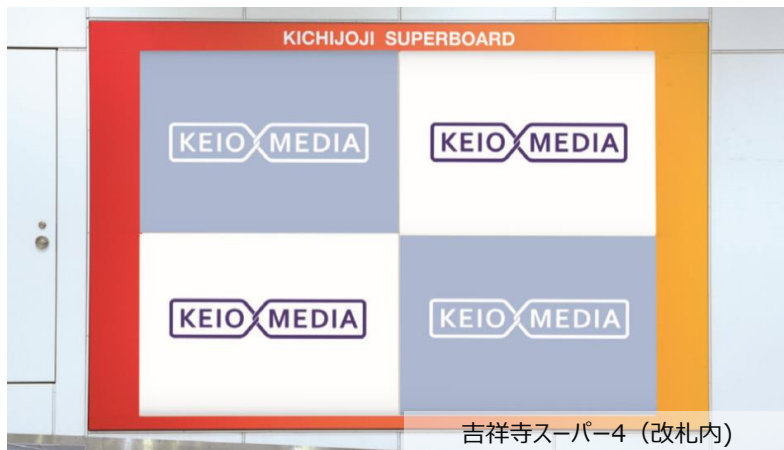 KICHIJOJI SUPERBOARD
KEIO MEDIA
KEIO MEDIA
KEIO MEDIA
KEIO MEDIA
吉祥寺スーパー4（改札内)